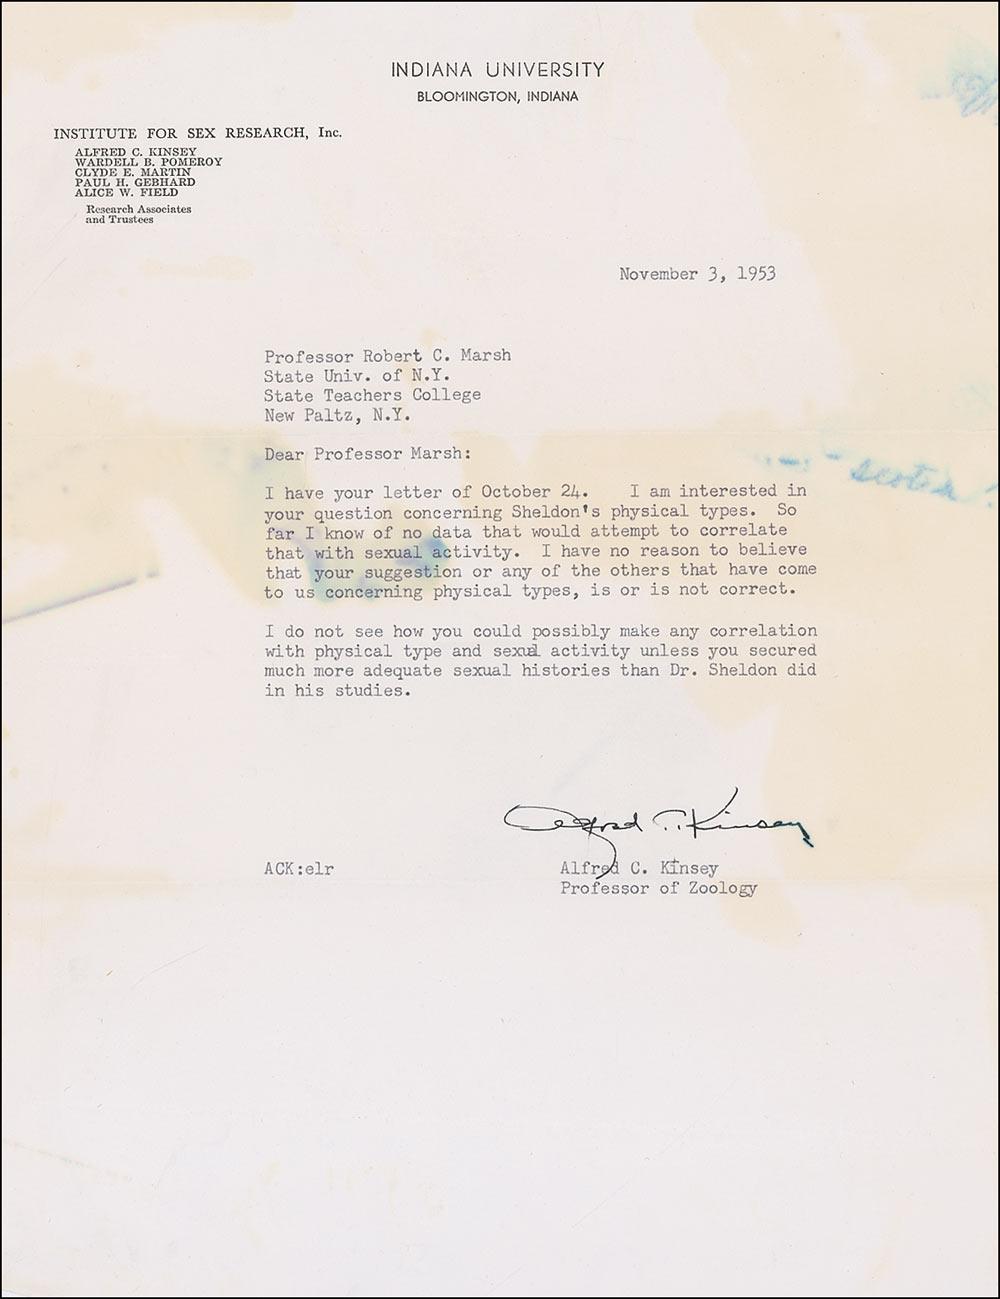 INDIANA UNIVERSITY
BLOOMINGTON, INDIANA
INSTITUTE FOR SEX RESEARCH, Inc.
ALFRED C. KINSEY
WARDELL B. POMEROY
CLYDE E. MARTIN
PAUL H. GEBHARD
ALICE W. FIELD
Research Associates
and Trustees
November 3, 1953
Professor Robert C. Marsh
State Univ. of N.Y.
State Teachers College
New Paltz, N.Y.
Dear Professor Marsh:
I have your letter of October 24. I am interested in
your question concerning Sheldon's physical types. So
far I know of no data that would attempt to correlate
that with sexual activity. I have no reason to believe
that your suggestion or any of the others that have come
to us concerning physical types, is or is not correct.
I do not see how you could possibly make any correlation
with physical type and sexual activity unless you secured
much more adequate sexual histories than Dr. Sheldon did
in his studies.
Alfred C. Kinsey
ACK:elr
Alfred C. Kinsey
Professor of Zoology